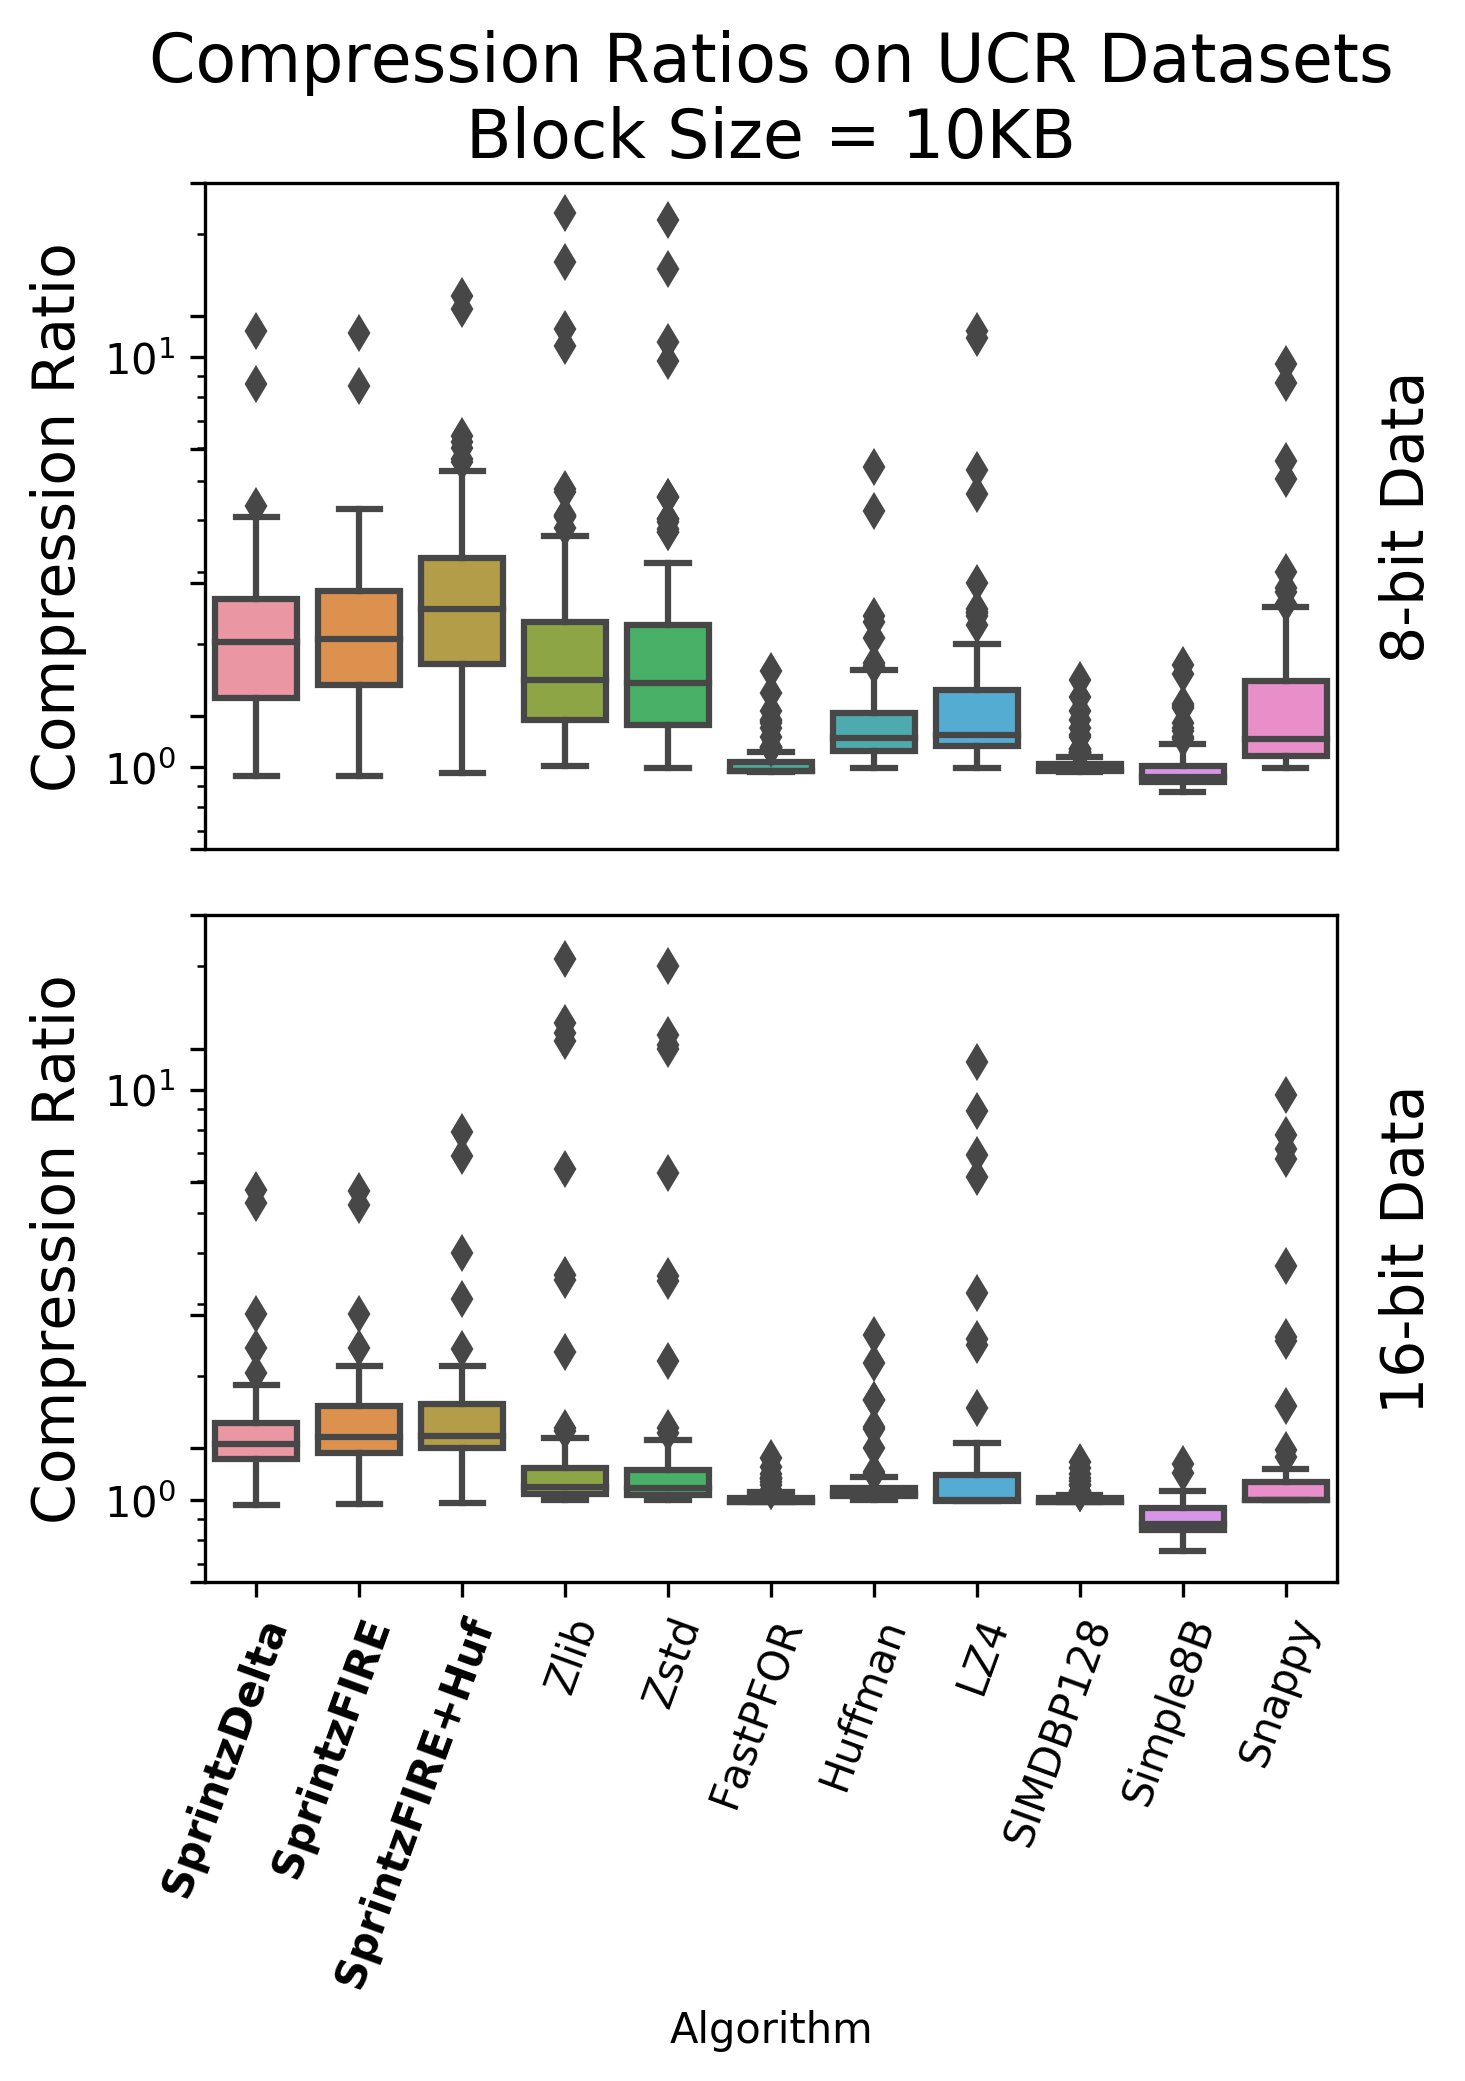 Compression Ratios on UCR Datasets
Block Size = 10KB
Compression Ratio
10¹
10⁰
8-bit Data
Compression Ratio
10¹
10⁰
16-bit Data
SprintzDelta
SprintzFIRE
SprintzFIRE+Huf
Zlib
Zstd
FastPFOR
Huffman
LZ4
SIMDBP128
Simple8B
Snappy
Algorithm